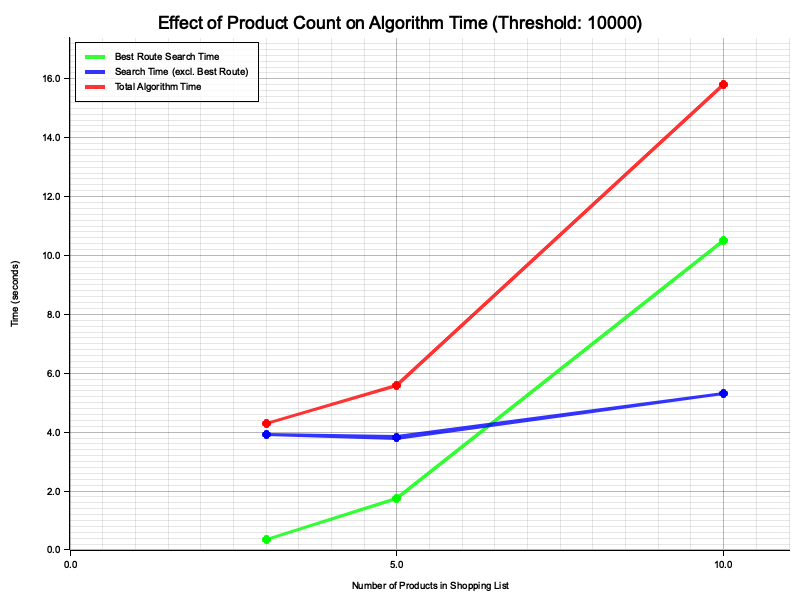 Effect of Product Count on Algorithm Time (Threshold: 10000)
Best Route Search Time
Search Time (excl. Best Route)
Total Algorithm Time
16.0
14.0
12.0
10.0
8.0
6.0
4.0
2.0
0.0
Time (seconds)
0.0 5.0 10.0
Number of Products in Shopping List